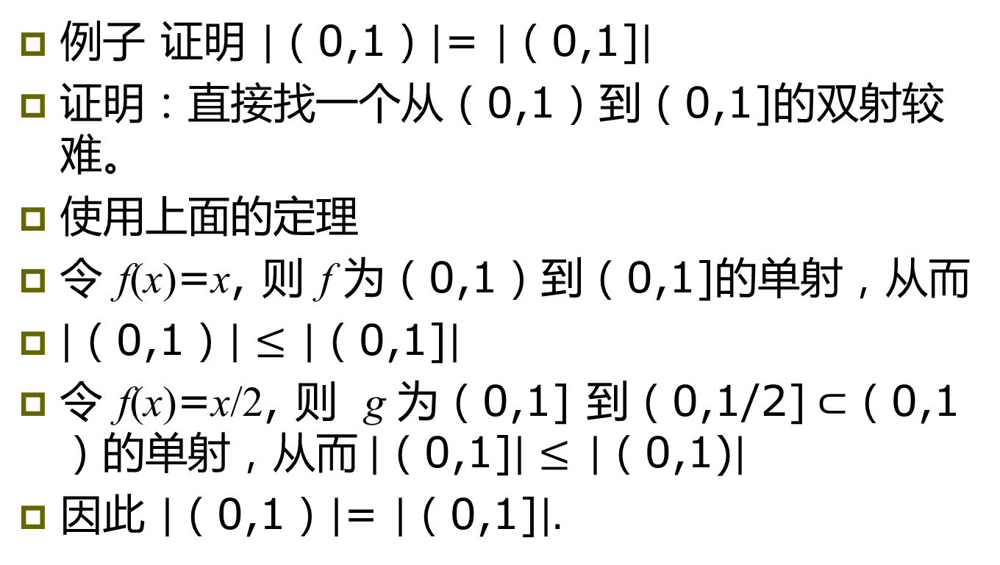 例子 证明 |（0,1）|= |（0,1]|
证明：直接找一个从（0,1）到（0,1]的双射较
难。
使用上面的定理
令 f(x)=x, 则 f 为（0,1）到（0,1]的单射，从而
|（0,1）| ≤ |（0,1]|
令 f(x)=x/2, 则 g 为（0,1] 到（0,1/2] ⊂（0,1
）的单射，从而|（0,1]| ≤ |（0,1)|
因此 |（0,1）|= |（0,1]|.